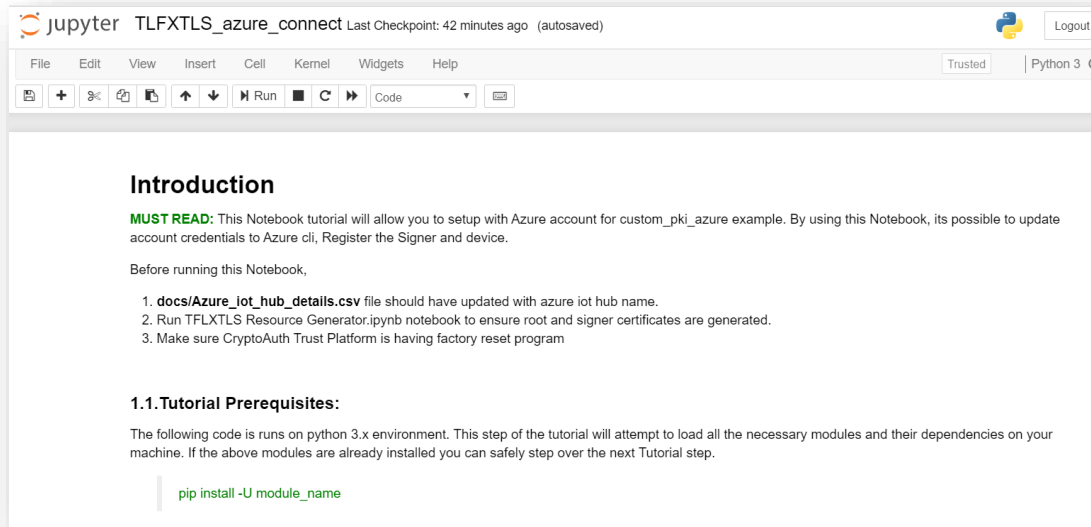 jupyter TLFXTLS_azure_connect Last Checkpoint: 42 minutes ago (autosaved)
Logout
File Edit View Insert Cell Kernel Widgets Help
Trusted Python 3
Run Code
Introduction
MUST READ: This Notebook tutorial will allow you to setup with Azure account for custom_pki_azure example. By using this Notebook, its possible to update
account credentials to Azure cli, Register the Signer and device.
Before running this Notebook,
1. docs/Azure_iot_hub_details.csv file should have updated with azure iot hub name.
2. Run TFLXTLS Resource Generator.ipynb notebook to ensure root and signer certificates are generated.
3. Make sure CryptoAuth Trust Platform is having factory reset program
1.1.Tutorial Prerequisites:
The following code is runs on python 3.x environment. This step of the tutorial will attempt to load all the necessary modules and their dependencies on your
machine. If the above modules are already installed you can safely step over the next Tutorial step.
pip install -U module_name